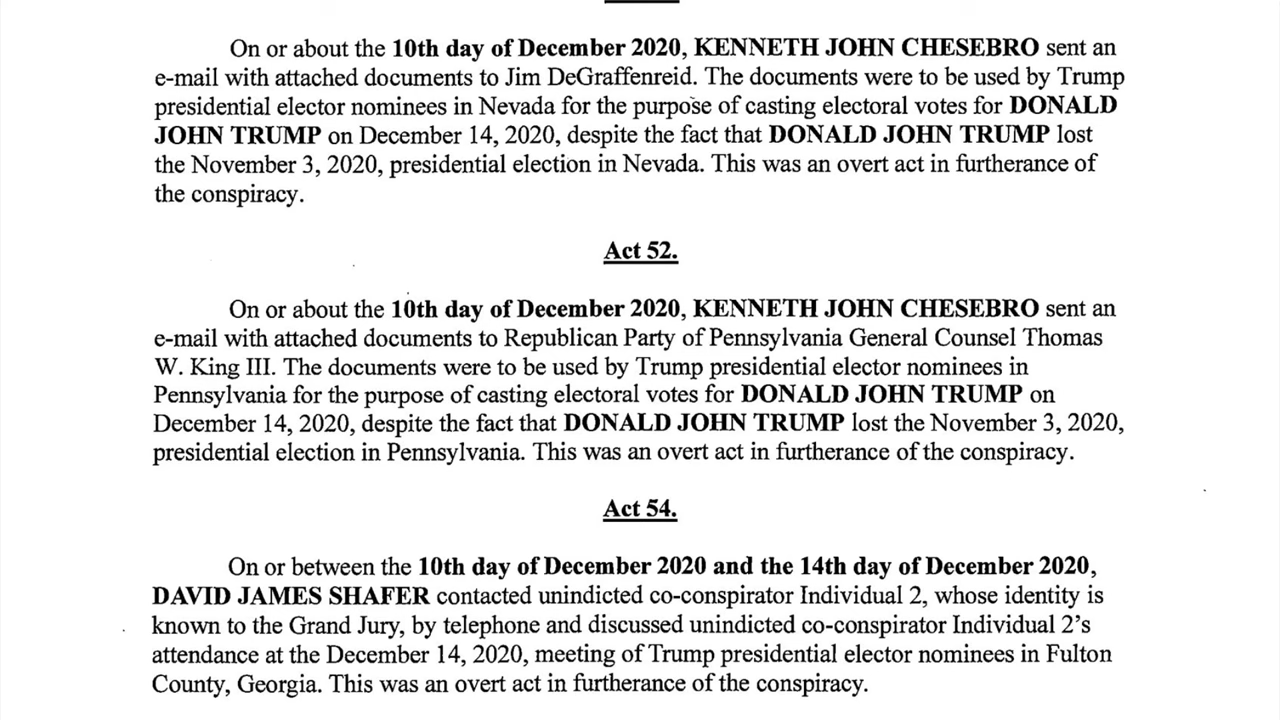 On or about the 10th day of December 2020, KENNETH JOHN CHESEBRO sent an
e-mail with attached documents to Jim DeGraffenreid. The documents were to be used by Trump
presidential elector nominees in Nevada for the purpose of casting electoral votes for DONALD
JOHN TRUMP on December 14, 2020, despite the fact that DONALD JOHN TRUMP lost
the November 3, 2020, presidential election in Nevada. This was an overt act in furtherance of
the conspiracy.
Act 52.
On or about the 10th day of December 2020, KENNETH JOHN CHESEBRO sent an
e-mail with attached documents to Republican Party of Pennsylvania General Counsel Thomas
W. King III. The documents were to be used by Trump presidential elector nominees in
Pennsylvania for the purpose of casting electoral votes for DONALD JOHN TRUMP on
December 14, 2020, despite the fact that DONALD JOHN TRUMP lost the November 3, 2020,
presidential election in Pennsylvania. This was an overt act in furtherance of the conspiracy.
Act 54.
On or between the 10th day of December 2020 and the 14th day of December 2020,
DAVID JAMES SHAFER contacted unindicted co-conspirator Individual 2, whose identity is
known to the Grand Jury, by telephone and discussed unindicted co-conspirator Individual 2's
attendance at the December 14, 2020, meeting of Trump presidential elector nominees in Fulton
County, Georgia. This was an overt act in furtherance of the conspiracy.